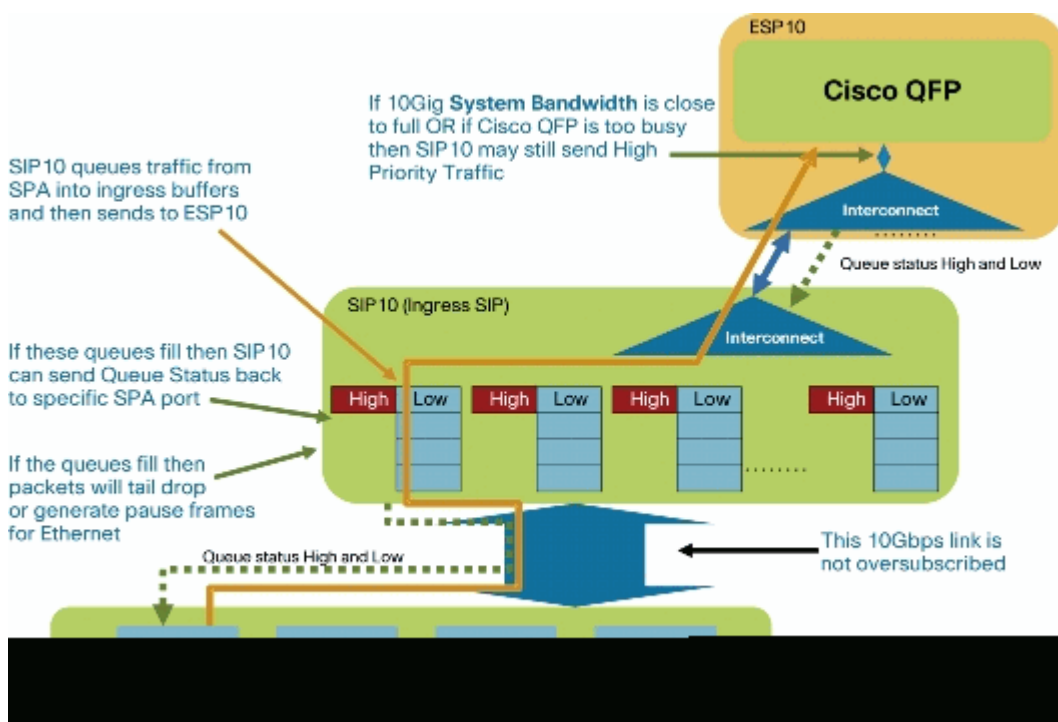 ESP10
Cisco QFP
If 10Gig System Bandwidth is close
to full OR if Cisco QFP is too busy
then SIP10 may still send High
Priority Traffic
SIP10 queues traffic from
SPA into ingress buffers
and then sends to ESP10
Interconnect
Queue status High and Low
SIP10 (Ingress SIP)
Interconnect
If these queues fill then SIP10
can send Queue Status back
to specific SPA port
High Low High Low High Low High Low
If the queues fill then
packets will tail drop
or generate pause frames
for Ethernet
Queue status High and Low
This 10Gbps link is
not oversubscribed